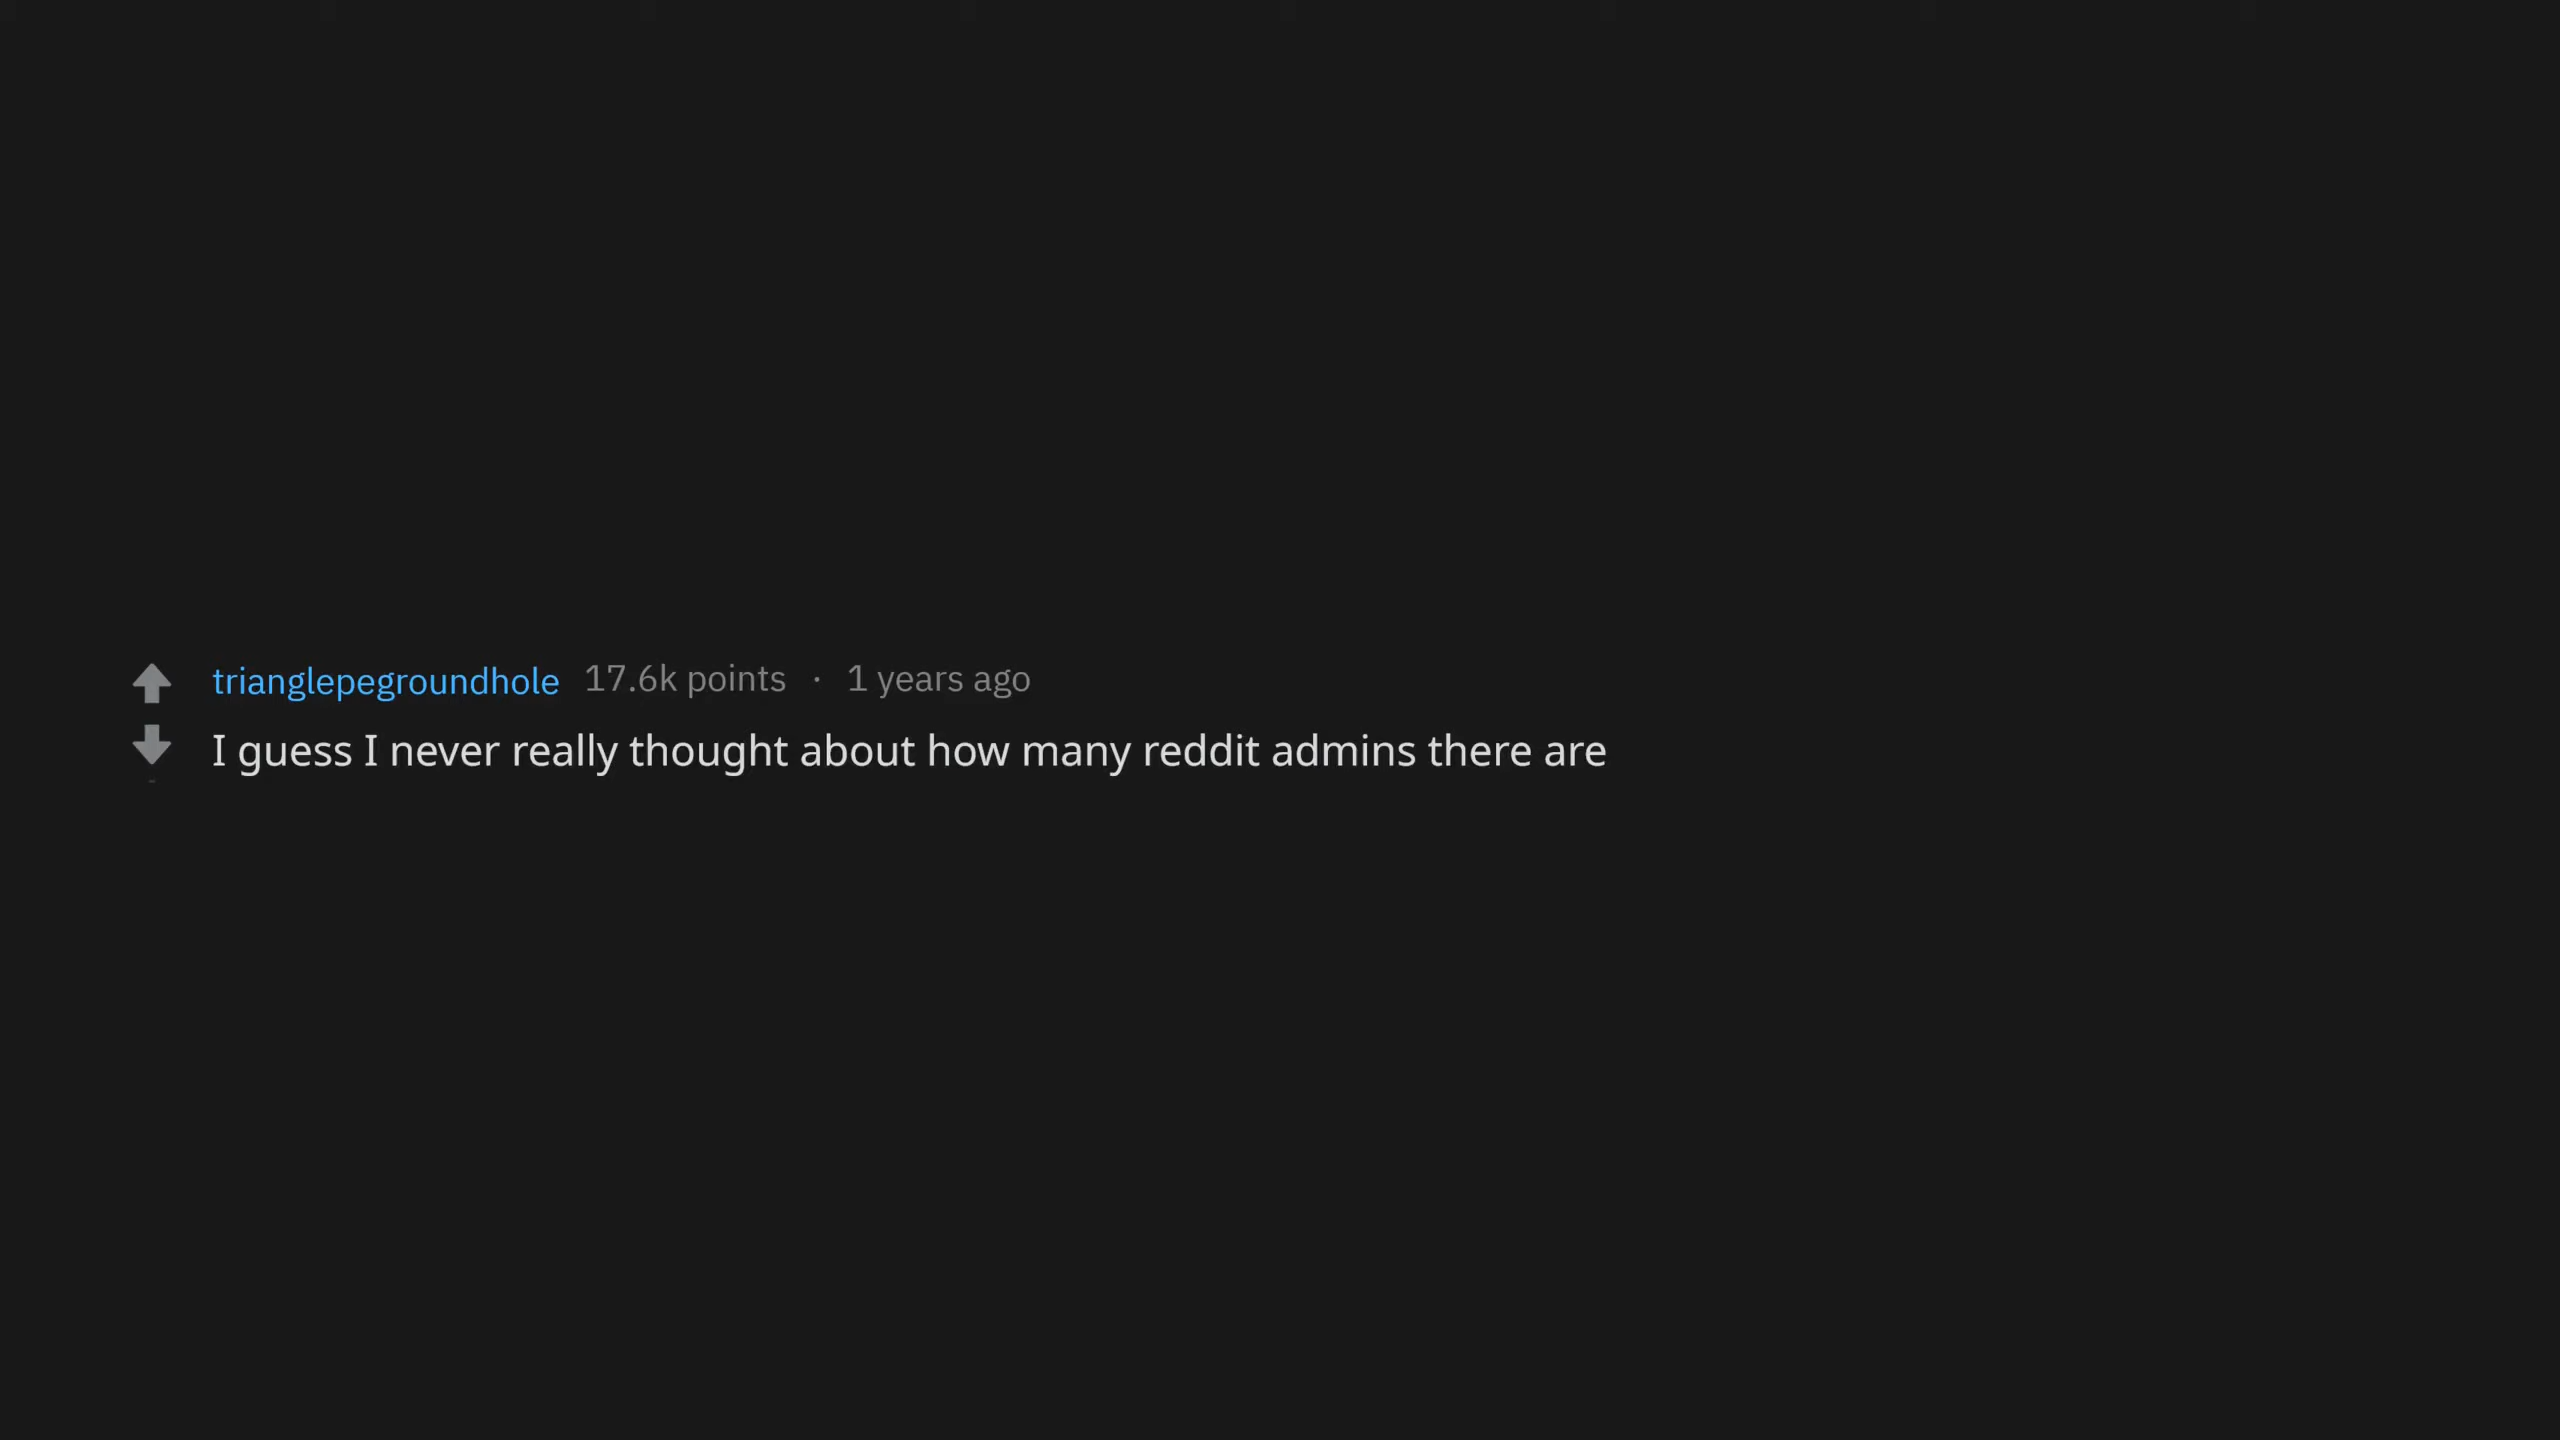 trianglepegroundhole 17.6k points · 1 years ago
I guess I never really thought about how many reddit admins there are